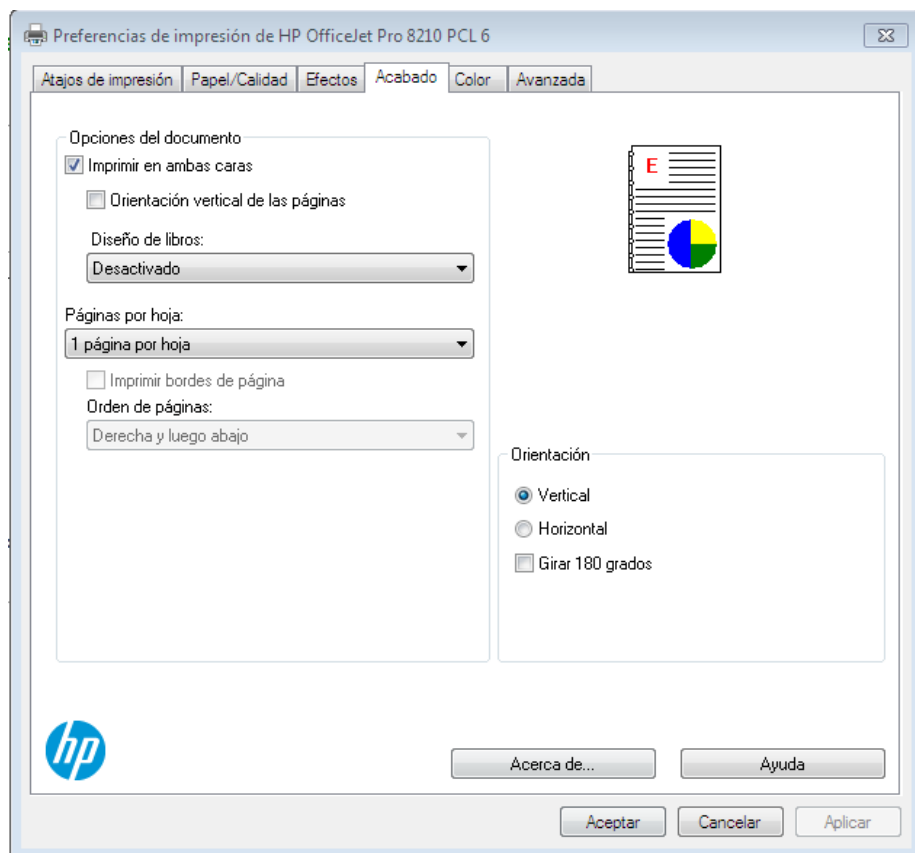 Preferencias de impresión de HP OfficeJet Pro 8210 PCL 6
Atajos de impresión
Papel/Calidad
Efectos
Acabado
Color
Avanzada
Opciones del documento
Imprimir en ambas caras
Orientación vertical de las páginas
Diseño de libros:
Desactivado
Páginas por hoja:
1 página por hoja
Imprimir bordes de página
Orden de páginas:
Derecha y luego abajo
E
Orientación
Vertical
Horizontal
Girar 180 grados
hp
Acerca de...
Ayuda
Aceptar
Cancelar
Aplicar